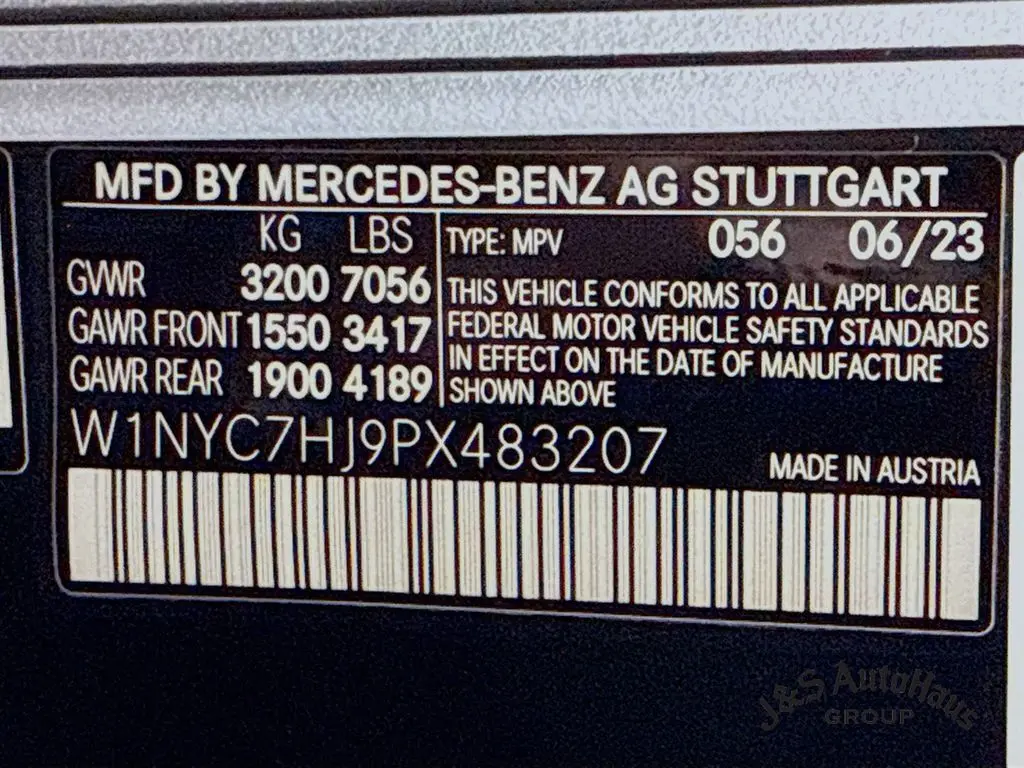 MFD BY MERCEDES-BENZ AG STUTTGART
KG LBS
GVWR 3200 7056
GAWR FRONT 1550 3417
GAWR REAR 1900 4189
TYPE: MPV 056 06/23
THIS VEHICLE CONFORMS TO ALL APPLICABLE
FEDERAL MOTOR VEHICLE SAFETY STANDARDS
IN EFFECT ON THE DATE OF MANUFACTURE
SHOWN ABOVE
W1NYC7HJ9PX483207
MADE IN AUSTRIA
J&S AutoHaus
GROUP